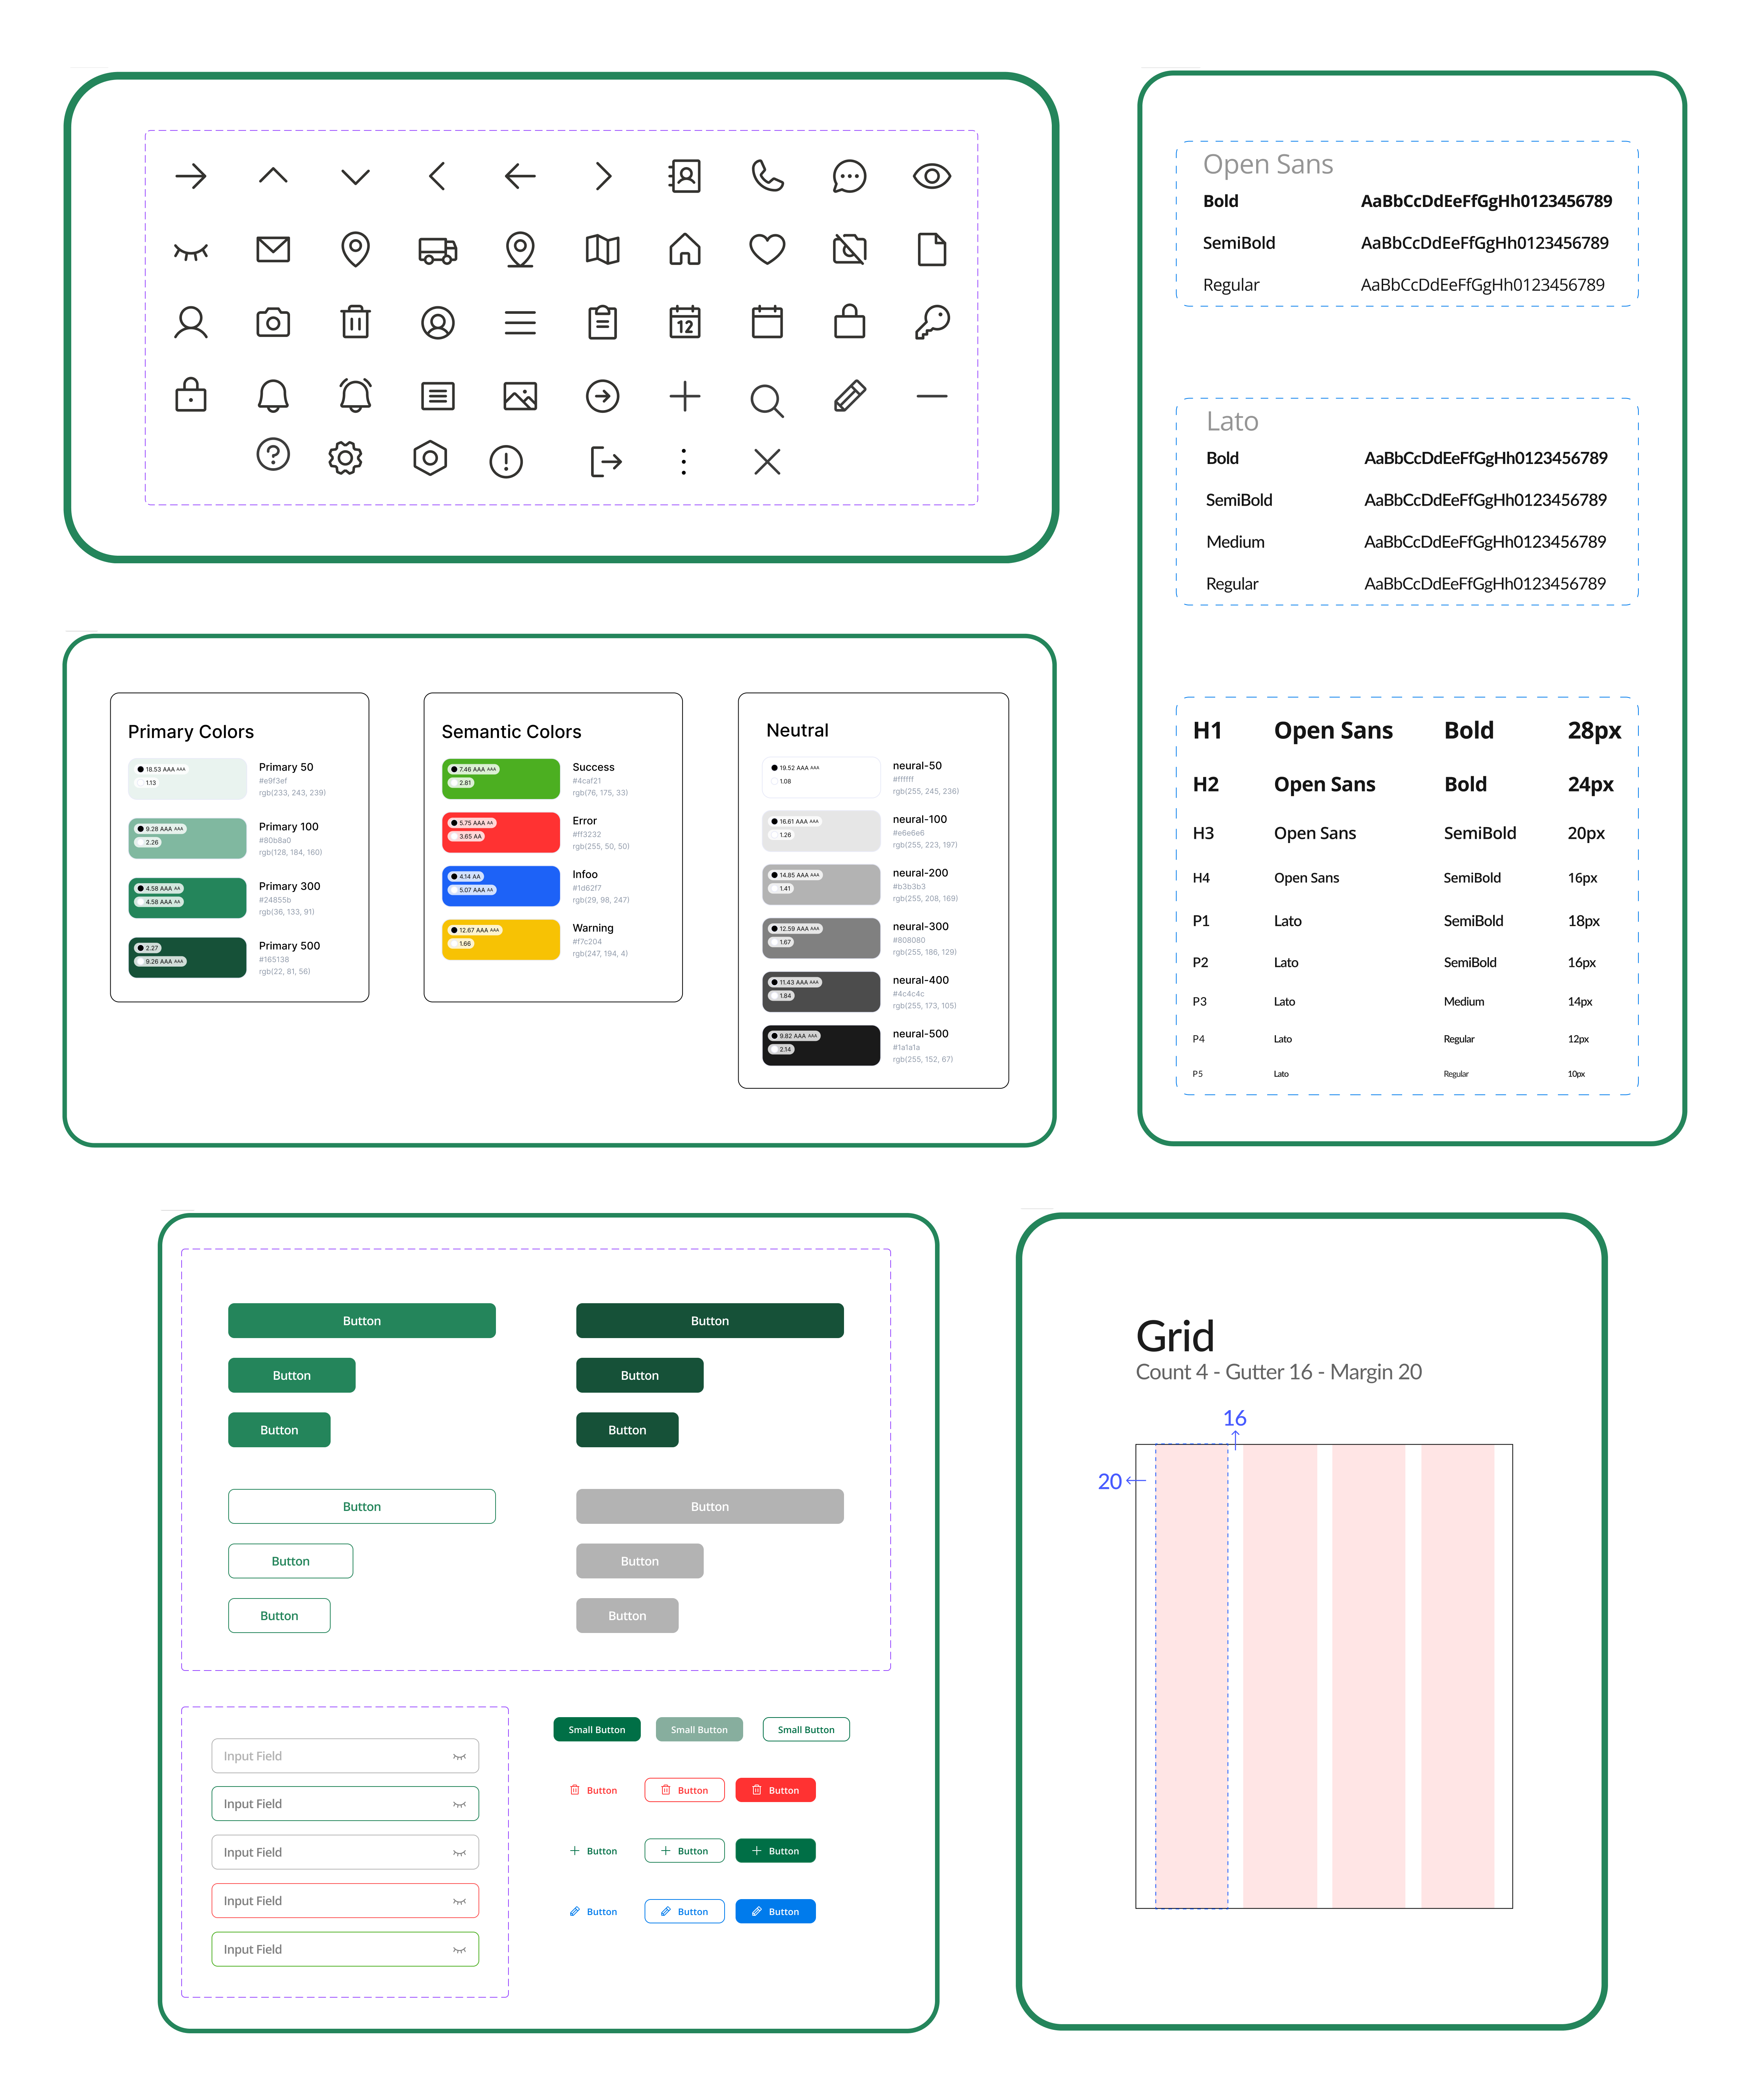 12
Open Sans
Bold AaBbCcDdEeFfGgHh0123456789
SemiBold AaBbCcDdEeFfGgHh0123456789
Regular AaBbCcDdEeFfGgHh0123456789
Lato
Bold AaBbCcDdEeFfGgHh0123456789
SemiBold AaBbCcDdEeFfGgHh0123456789
Medium AaBbCcDdEeFfGgHh0123456789
Regular AaBbCcDdEeFfGgHh0123456789
H1 Open Sans Bold 28px
H2 Open Sans Bold 24px
H3 Open Sans SemiBold 20px
H4 Open Sans SemiBold 16px
P1 Lato SemiBold 18px
P2 Lato SemiBold 16px
P3 Lato Medium 14px
P4 Lato Regular 12px
P5 Lato Regular 10px
Primary Colors
18.53 AAA AAA
1.13
Primary 50
#e9f3ef
rgb(233, 243, 239)
9.28 AAA AAA
2.26
Primary 100
#80b8a0
rgb(128, 184, 160)
4.58 AAA AA
4.58 AAA AA
Primary 300
#24855b
rgb(36, 133, 91)
2.27
9.26 AAA AAA
Primary 500
#165138
rgb(22, 81, 56)
Semantic Colors
7.46 AAA AAA
2.81
Success
#4caf21
rgb(76, 175, 33)
5.75 AAA AA
3.65 AA
Error
#ff3232
rgb(255, 50, 50)
4.14 AA
5.07 AAA AA
Infoo
#1d62f7
rgb(29, 98, 247)
12.67 AAA AAA
1.66
Warning
#f7c204
rgb(247, 194, 4)
Neutral
19.52 AAA AAA
1.08
neural-50
#ffffff
rgb(255, 245, 236)
16.61 AAA AAA
1.26
neural-100
#e6e6e6
rgb(255, 223, 197)
14.85 AAA AAA
1.41
neural-200
#b3b3b3
rgb(255, 208, 169)
12.59 AAA AAA
1.67
neural-300
#808080
rgb(255, 186, 129)
11.43 AAA AAA
1.84
neural-400
#4c4c4c
rgb(255, 173, 105)
9.82 AAA AAA
2.14
neural-500
#1a1a1a
rgb(255, 152, 67)
Button Button
Button Button
Button Button
Button Button
Button Button
Button Button
Input Field
Input Field
Input Field
Input Field
Input Field
Small Button Small Button Small Button
Button Button Button
Button Button Button
Button Button Button
Grid
Count 4 - Gutter 16 - Margin 20
16
20